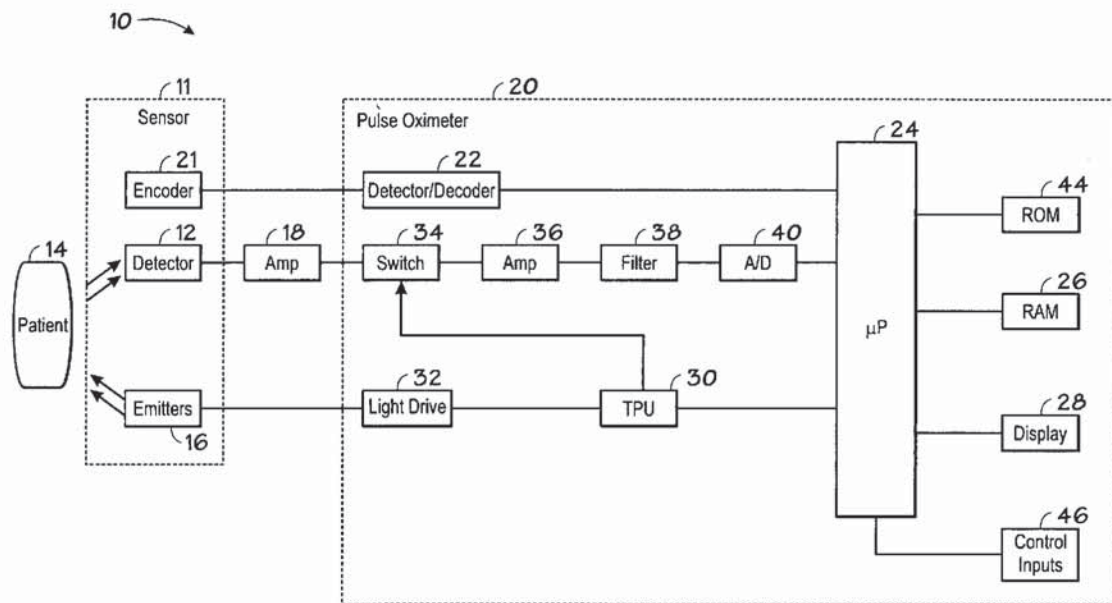 10
11
Sensor
20
Pulse Oximeter
24
21
Encoder
22
Detector/Decoder
44
ROM
14
Patient
12
Detector
18
Amp
34
Switch
36
Amp
38
Filter
40
A/D
µP
26
RAM
Emitters
16
32
Light Drive
30
TPU
28
Display
46
Control
Inputs